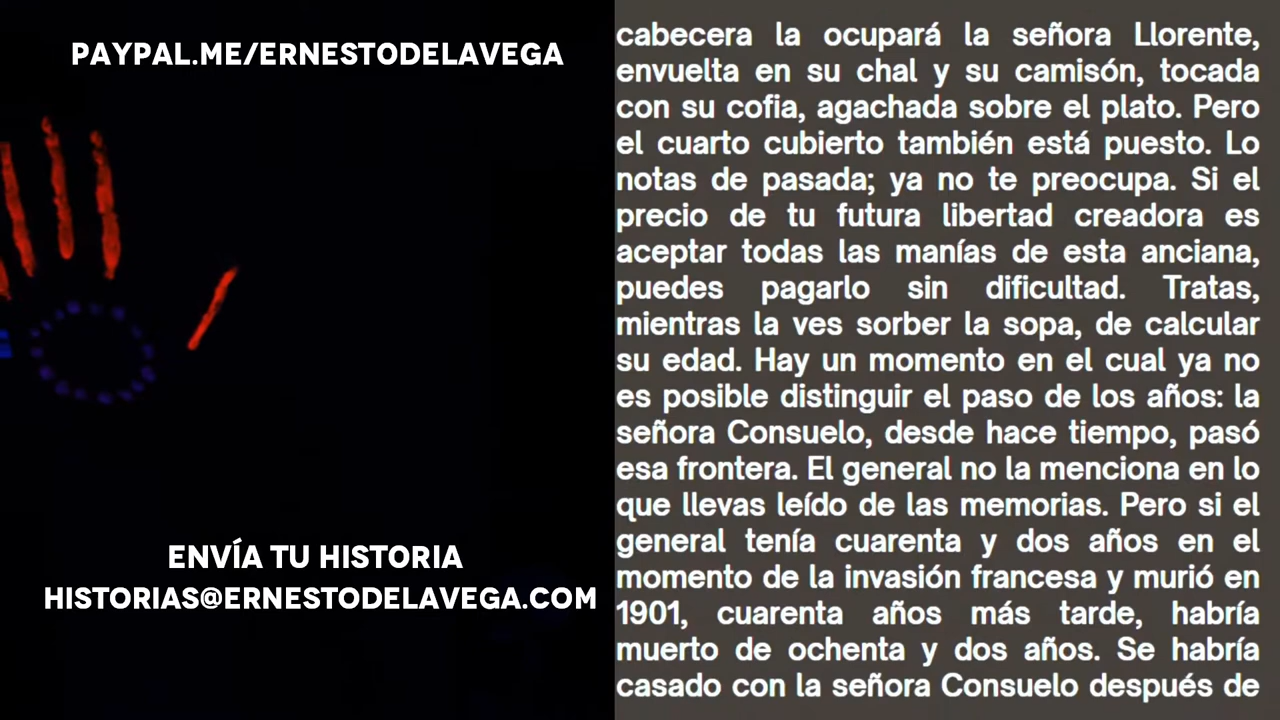 PAYPAL.ME/ERNESTODELAVEGA
ENVÍA TU HISTORIA
HISTORIAS@ERNESTODELAVEGA.COM
cabecera la ocupará la señora Llorente,
envuelta en su chal y su camisón, tocada
con su cofia, agachada sobre el plato. Pero
el cuarto cubierto también está puesto. Lo
notas de pasada; ya no te preocupa. Si el
precio de tu futura libertad creadora es
aceptar todas las manías de esta anciana,
puedes pagarlo sin dificultad. Tratas,
mientras la ves sorber la sopa, de calcular
su edad. Hay un momento en el cual ya no
es posible distinguir el paso de los años: la
señora Consuelo, desde hace tiempo, pasó
esa frontera. El general no la menciona en lo
que llevas leído de las memorias. Pero si el
general tenía cuarenta y dos años en el
momento de la invasión francesa y murió en
1901, cuarenta años más tarde, habría
muerto de ochenta y dos años. Se habría
casado con la señora Consuelo después de